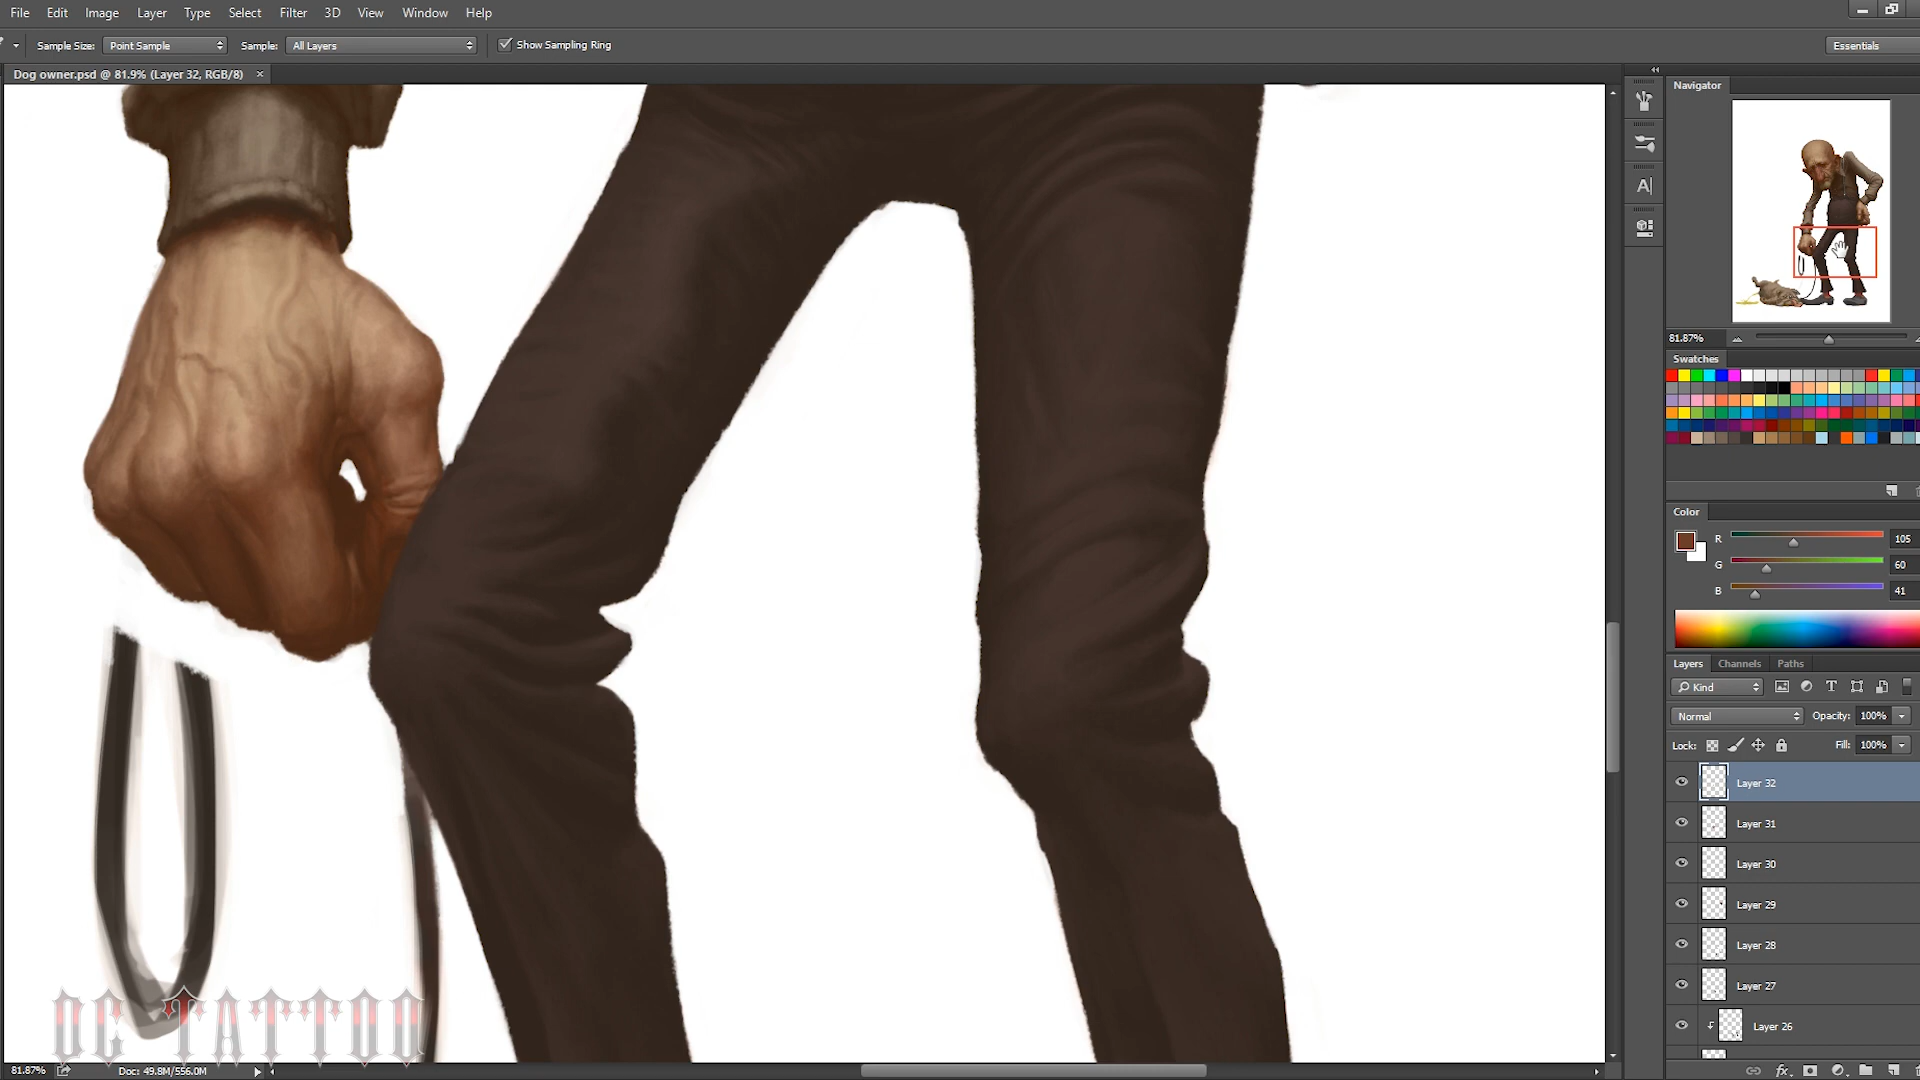 File Edit Image Layer Type Select Filter 3D View Window Help
Sample Size: Point Sample Sample: All Layers Show Sampling Ring Essentials
Dog owner.psd @ 81.9% (Layer 32, RGB/8) ×
Navigator
81.87%
Swatches
Color
R 105
G 60
B 41
Layers Channels Paths
Kind
Normal Opacity: 100%
Lock: Fill: 100%
Layer 32
Layer 31
Layer 30
Layer 29
Layer 28
Layer 27
Layer 26
OC TATTOO
81.87% Doc: 49.8M/556.0M